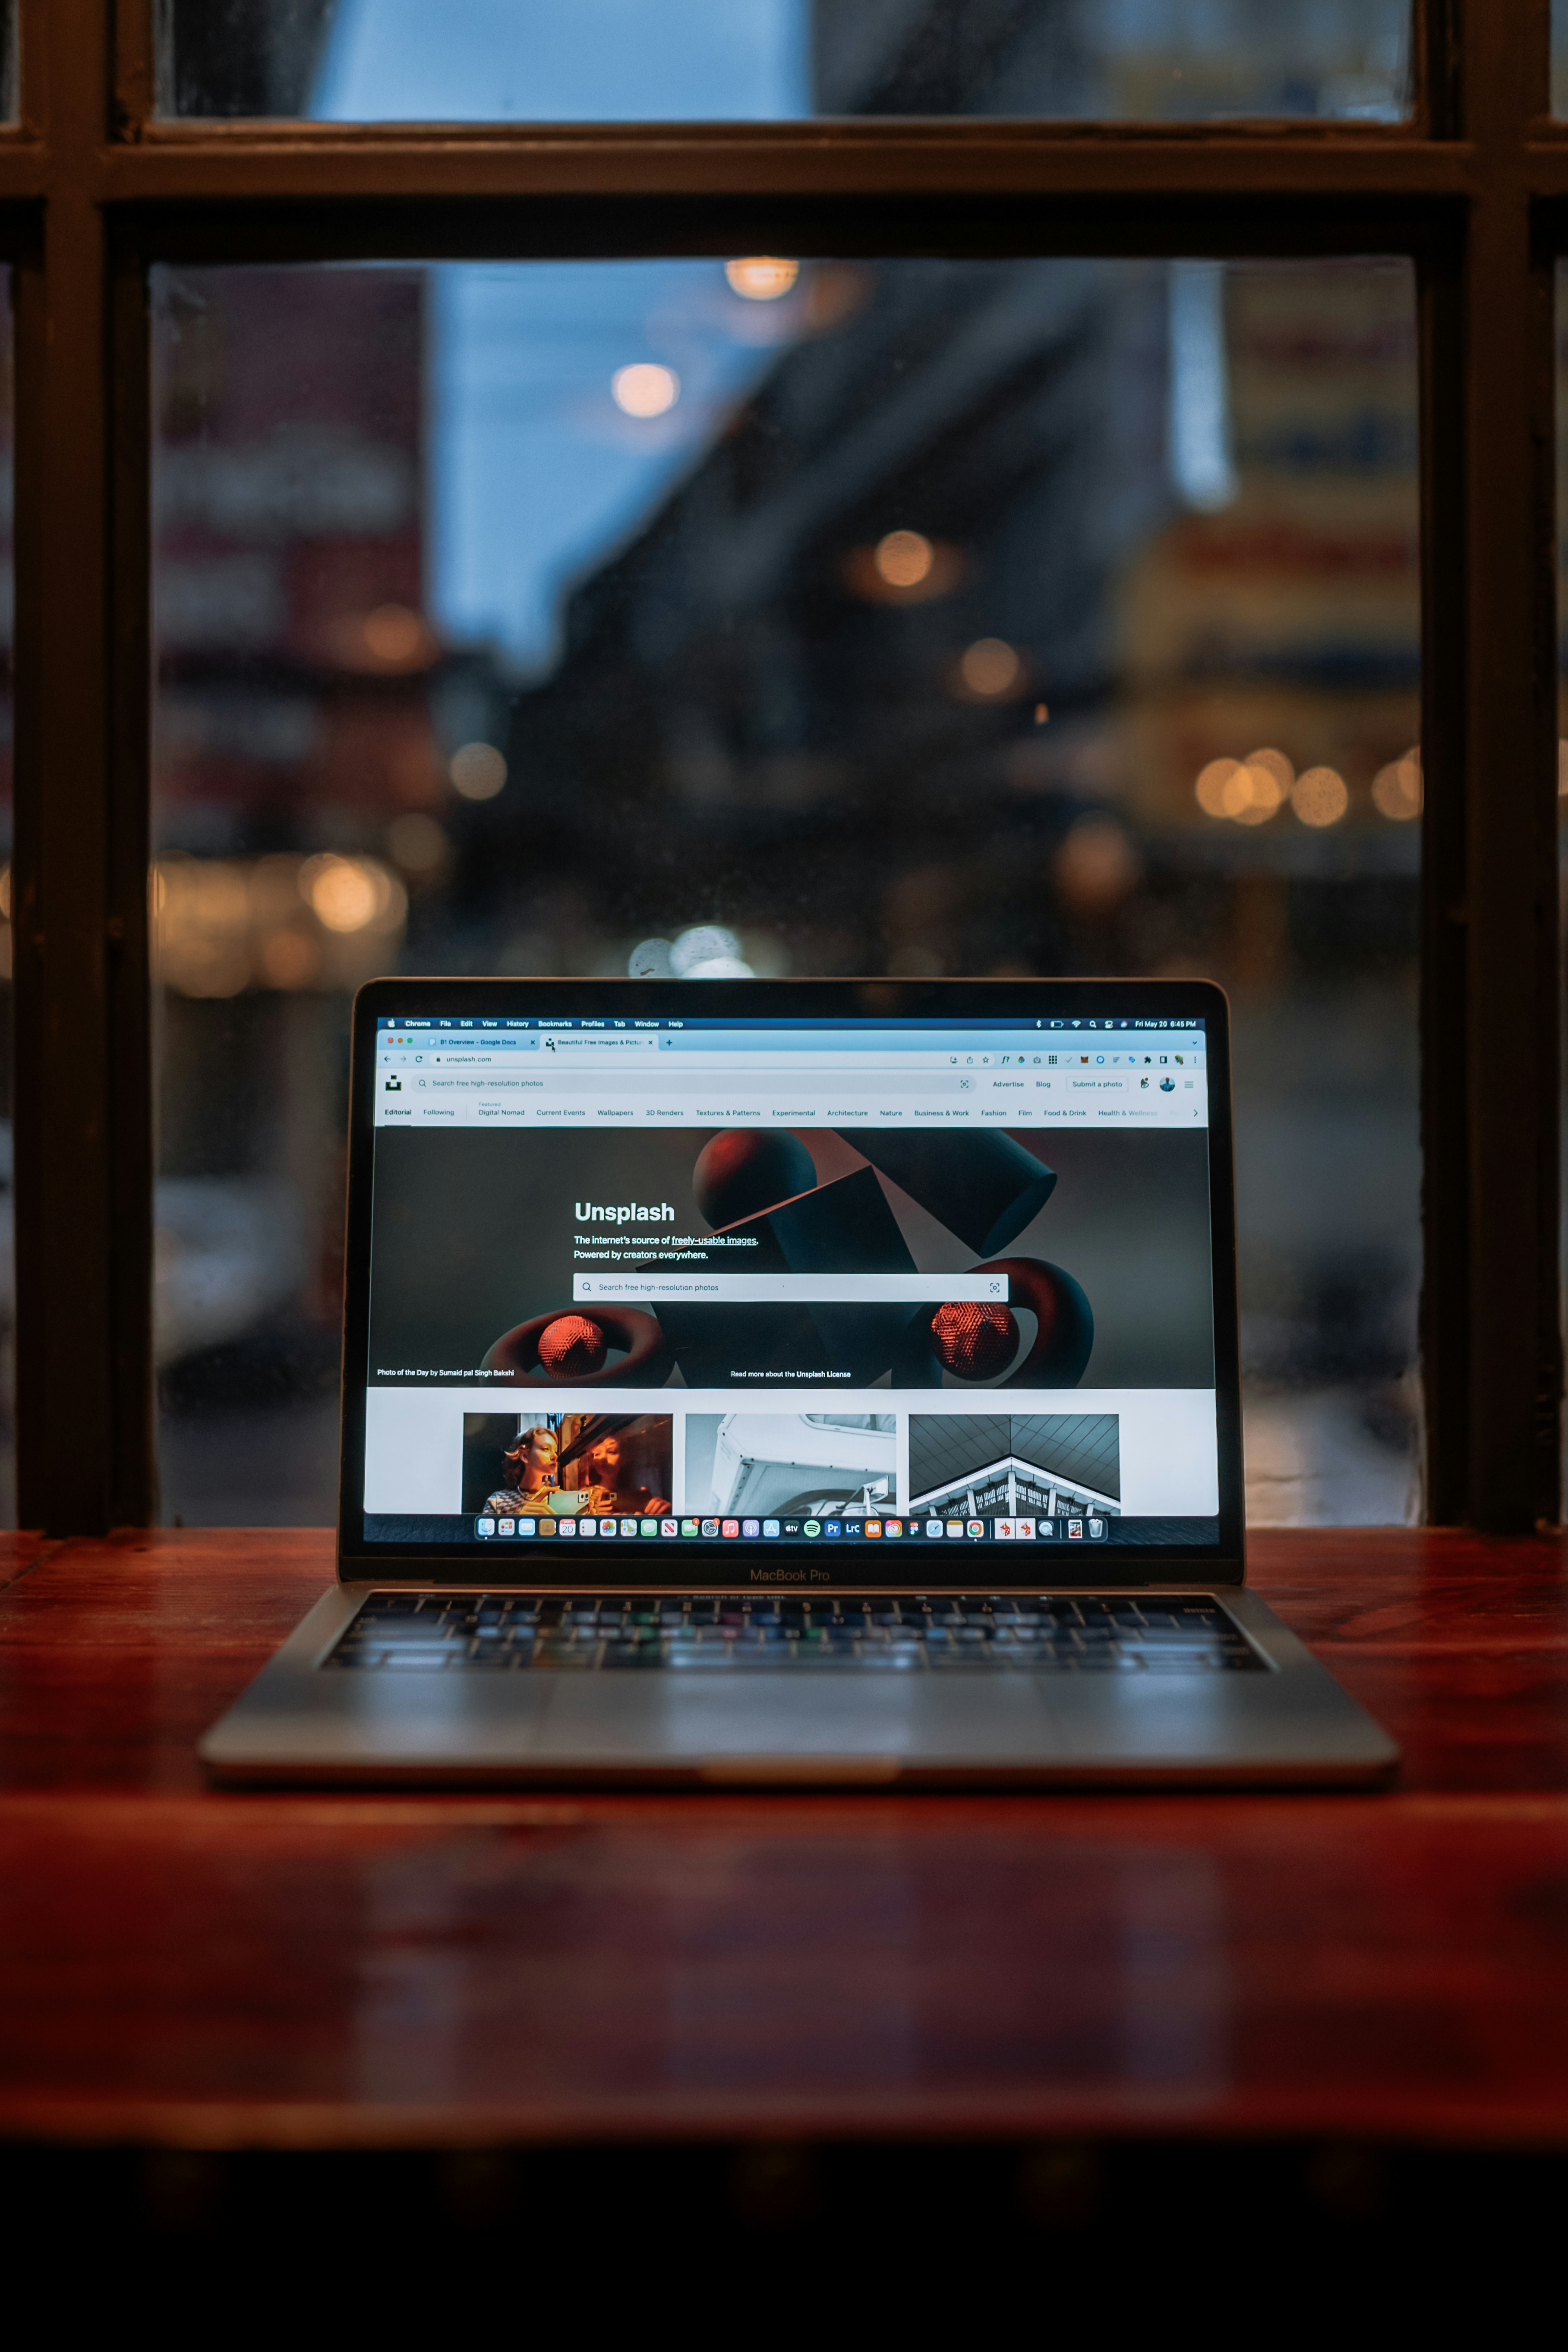 Chrome File Edit View History Bookmarks Profiles Tab Window Help Fri May 20 6:45 PM
B1 Overview - Google Docs Beautiful Free Images & Pictur
unsplash.com
Search free high-resolution photos Advertise Blog Submit a photo
Featured
Editorial Following Digital Nomad Current Events Wallpapers 3D Renders Textures & Patterns Experimental Architecture Nature Business & Work Fashion Film Food & Drink Health & Wellness
Unsplash
The internet's source of freely-usable images.
Powered by creators everywhere.
Search free high-resolution photos
Photo of the Day by Sumaid pal Singh Bakshi Read more about the Unsplash License
20 tv Pr LrC
MacBook Pro